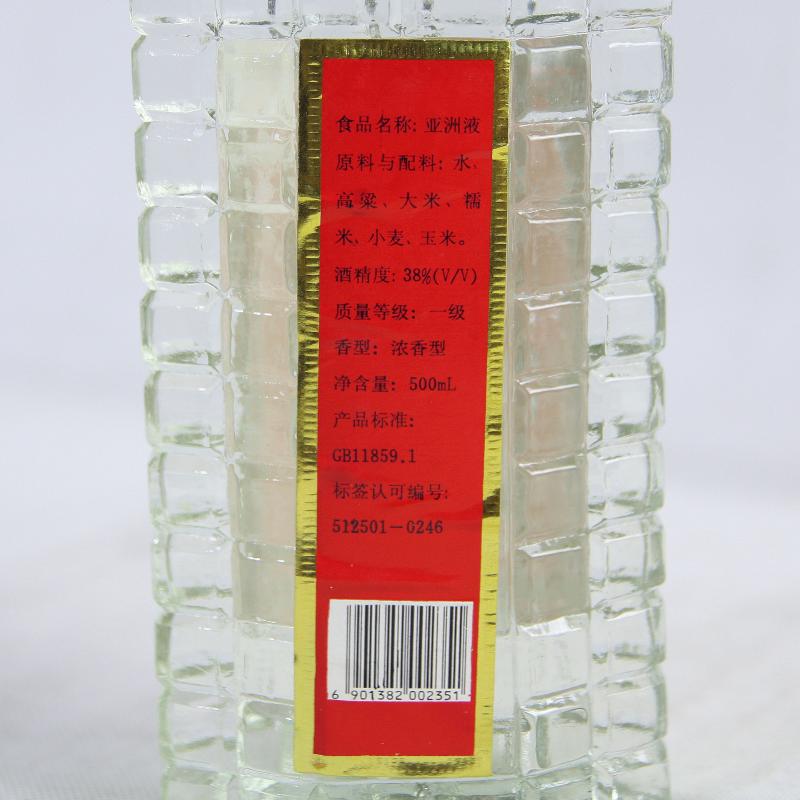 食品名称: 亚洲液
原料与配料: 水、
高粱、大米、糯
米、小麦、玉米。
酒精度: 38%(V/V)
质量等级: 一级
香型: 浓香型
净含量: 500mL
产品标准:
GB11859.1
标签认可编号:
512501-0246
6 901382 002351